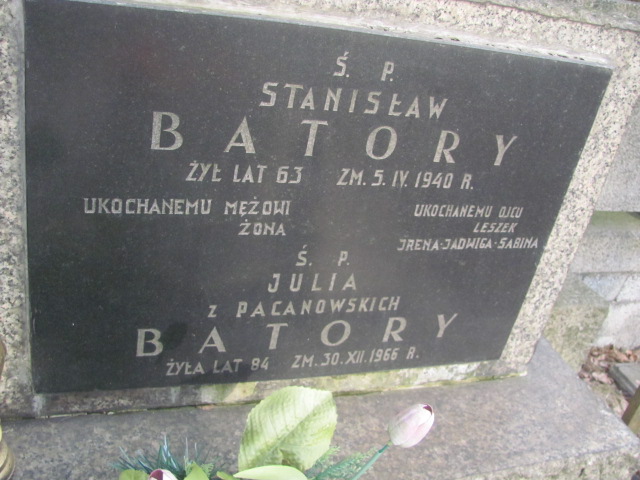 Ś. P.
STANISŁAW
BATORY
ŻYŁ LAT 63 ZM. 5. IV. 1940 R.
UKOCHANEMU MĘŻOWI
ŻONA
UKOCHANEMU OJCU
LESZEK
IRENA-JADWIGA-SABINA
Ś. P.
JULIA
z PACANOWSKICH
BATORY
ŻYŁA LAT 84 ZM. 30. XII. 1966 R.